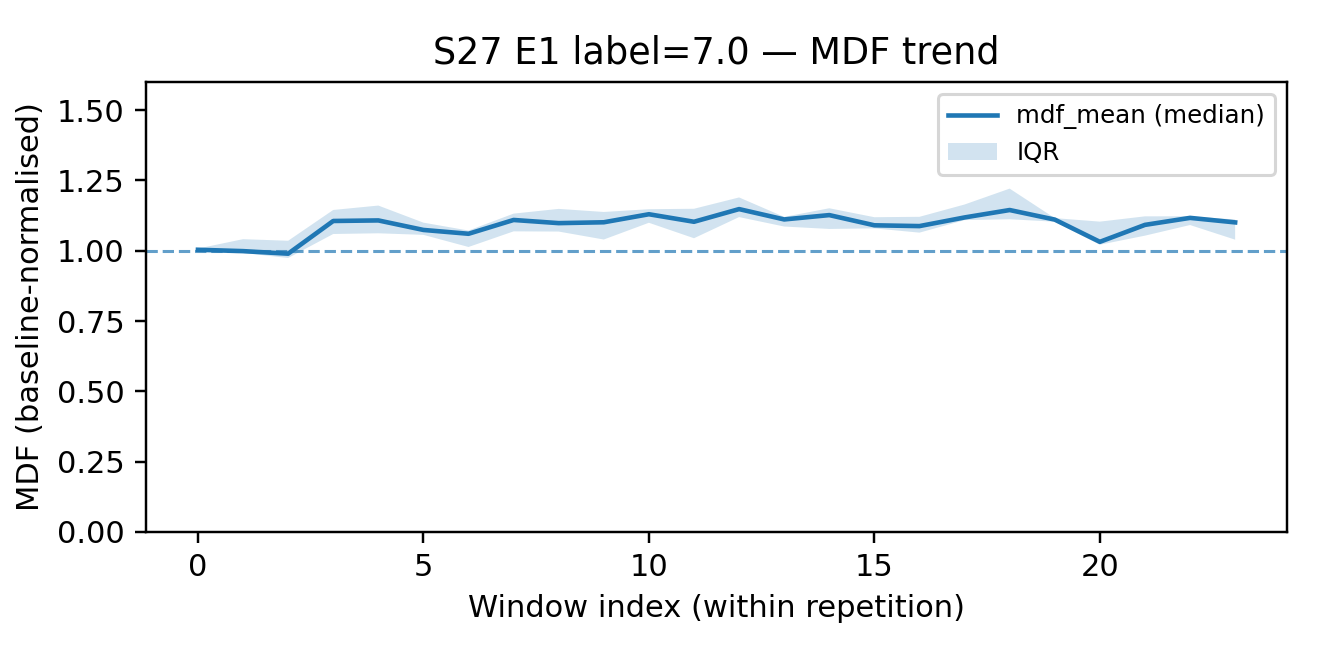 S27 E1 label=7.0 — MDF trend
MDF (baseline-normalised)
1.50
1.25
1.00
0.75
0.50
0.25
0.00
mdf_mean (median)
IQR
0 5 10 15 20
Window index (within repetition)